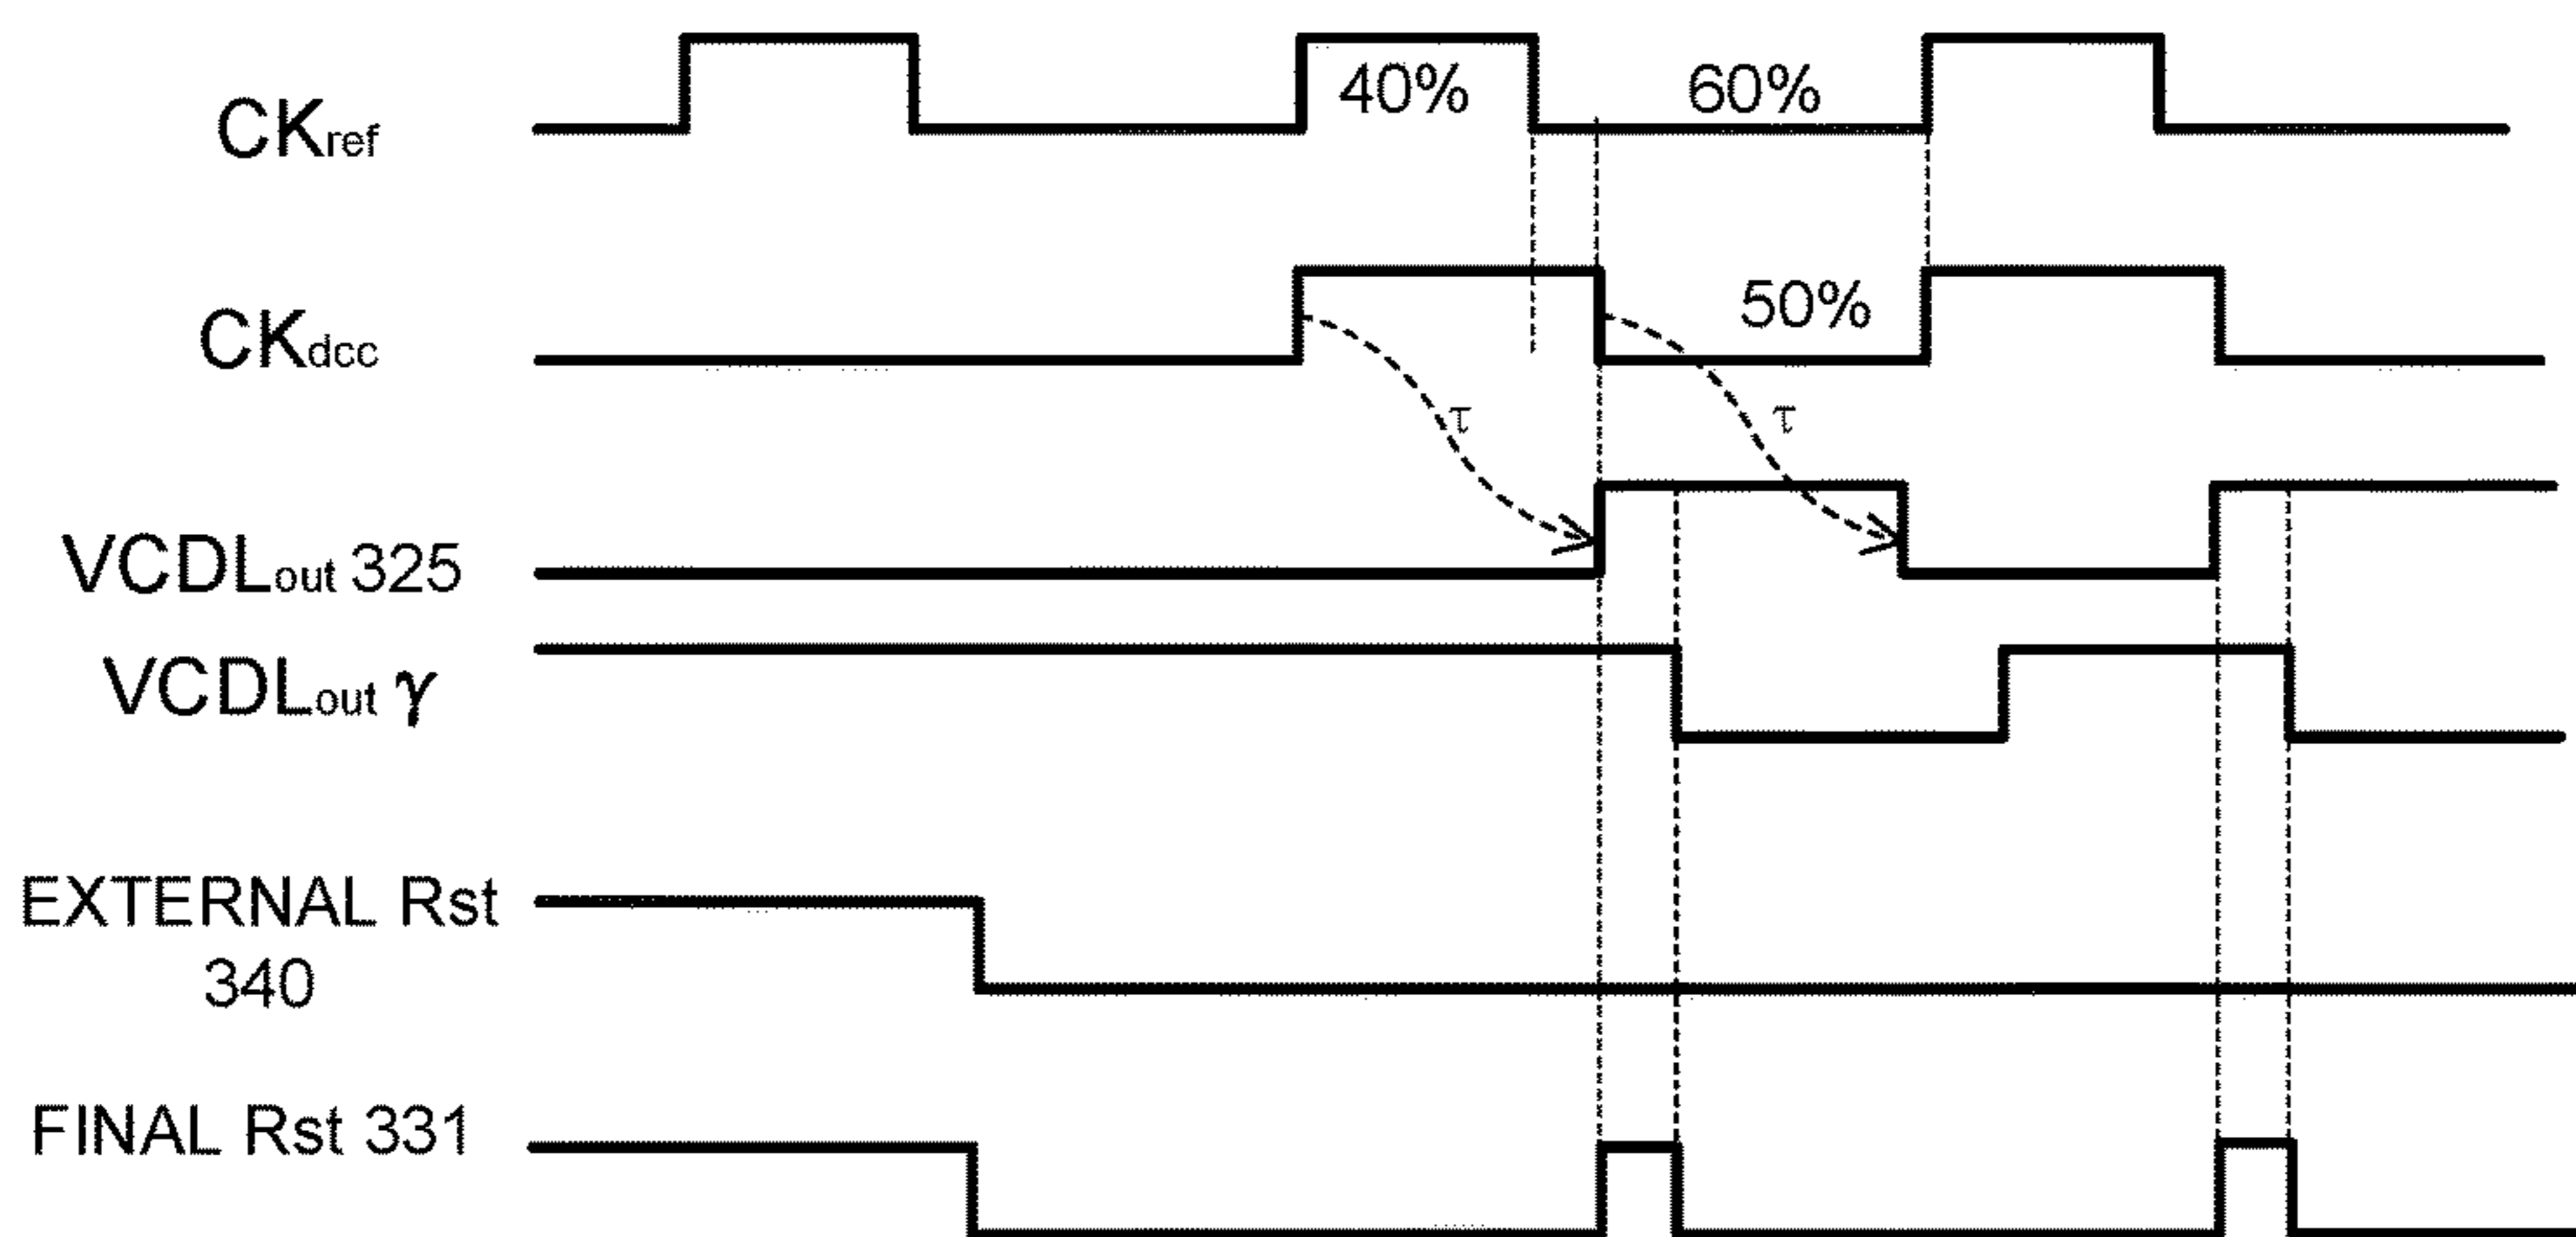 CKref
40%
60%
CKdcc
50%
τ
τ
VCDLout 325
VCDLout γ
EXTERNAL Rst
340
FINAL Rst 331